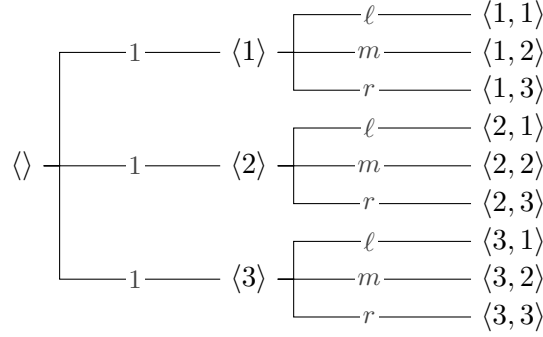 ℓ ⟨1, 1⟩
1 ⟨1⟩ m ⟨1, 2⟩
r ⟨1, 3⟩
ℓ ⟨2, 1⟩
⟨⟩ 1 ⟨2⟩ m ⟨2, 2⟩
r ⟨2, 3⟩
ℓ ⟨3, 1⟩
1 ⟨3⟩ m ⟨3, 2⟩
r ⟨3, 3⟩